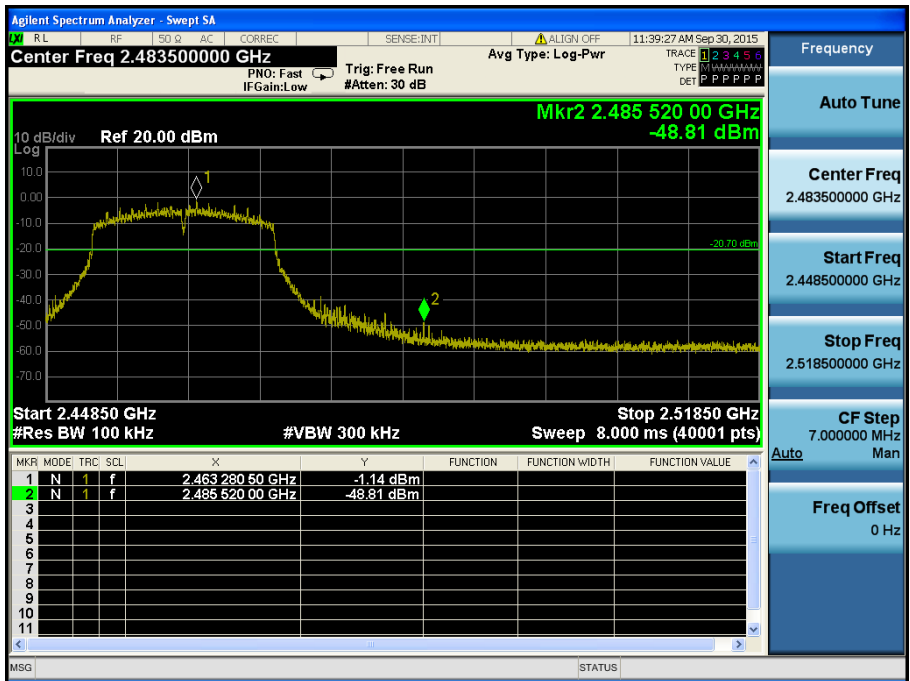 Agilent Spectrum Analyzer - Swept SA
LXI RL RF 50 Ω AC CORREC SENSE:INT ALIGN OFF 11:39:27 AM Sep 30, 2015
Center Freq 2.483500000 GHz
PNO: Fast
IFGain:Low
Trig: Free Run
#Atten: 30 dB
Avg Type: Log-Pwr
TRACE 1 2 3 4 5 6
TYPE M WWWWW
DET P P P P P P
Mkr2 2.485 520 00 GHz
-48.81 dBm
10 dB/div Ref 20.00 dBm
Log
10.0
0.00
-10.0
-20.0
-30.0
-40.0
-50.0
-60.0
-70.0
1
2
-20.70 dBm
Start 2.44850 GHz Stop 2.51850 GHz
#Res BW 100 kHz #VBW 300 kHz Sweep 8.000 ms (40001 pts)
MKR MODE TRC SCL X Y FUNCTION FUNCTION WIDTH FUNCTION VALUE
1 N 1 f 2.463 280 50 GHz -1.14 dBm
2 N 1 f 2.485 520 00 GHz -48.81 dBm
3
4
5
6
7
8
9
10
11
MSG STATUS
Frequency
Auto Tune
Center Freq
2.483500000 GHz
Start Freq
2.448500000 GHz
Stop Freq
2.518500000 GHz
CF Step
7.000000 MHz
Auto Man
Freq Offset
0 Hz